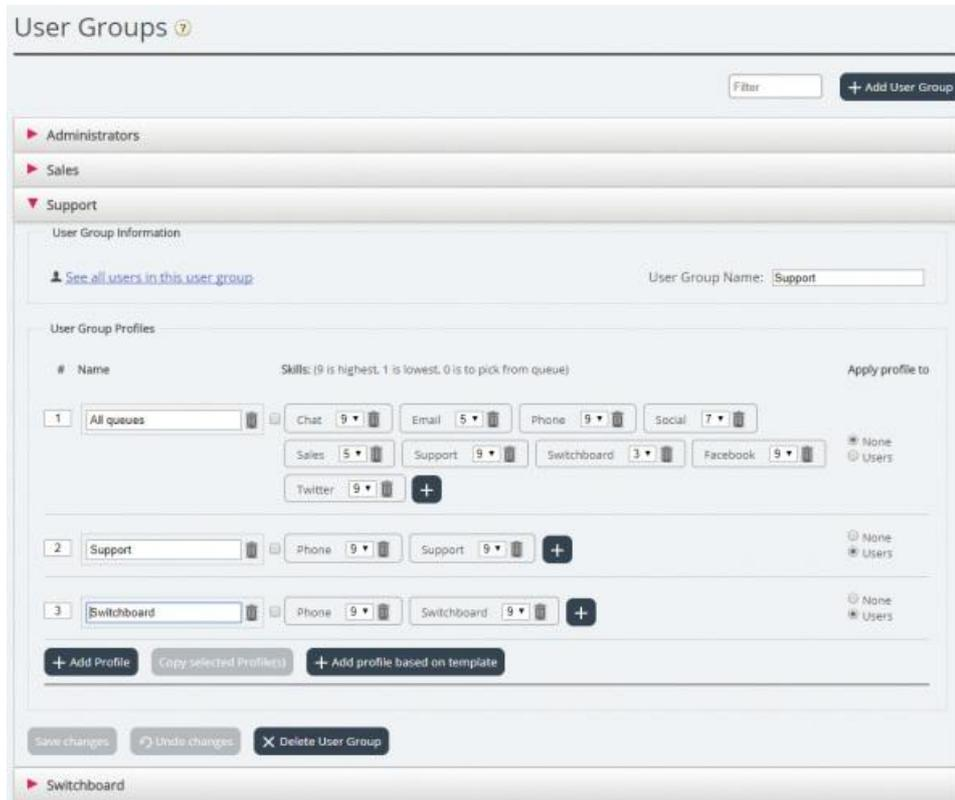 User Groups ?
Filter + Add User Group
Administrators
Sales
Support
User Group Information
See all users in this user group User Group Name: Support
User Group Profiles
# Name Skills: (9 is highest, 1 is lowest, 0 is to pick from queue) Apply profile to
1 All queues Chat 9 Email 5 Phone 9 Social 7
None
Users
Sales 5 Support 9 Switchboard 3 Facebook 9
Twitter 9 +
2 Support Phone 9 Support 9 +
None
Users
3 Switchboard Phone 9 Switchboard 9 +
None
Users
+ Add Profile Copy selected Profile(s) + Add profile based on template
Save changes Undo changes X Delete User Group
Switchboard